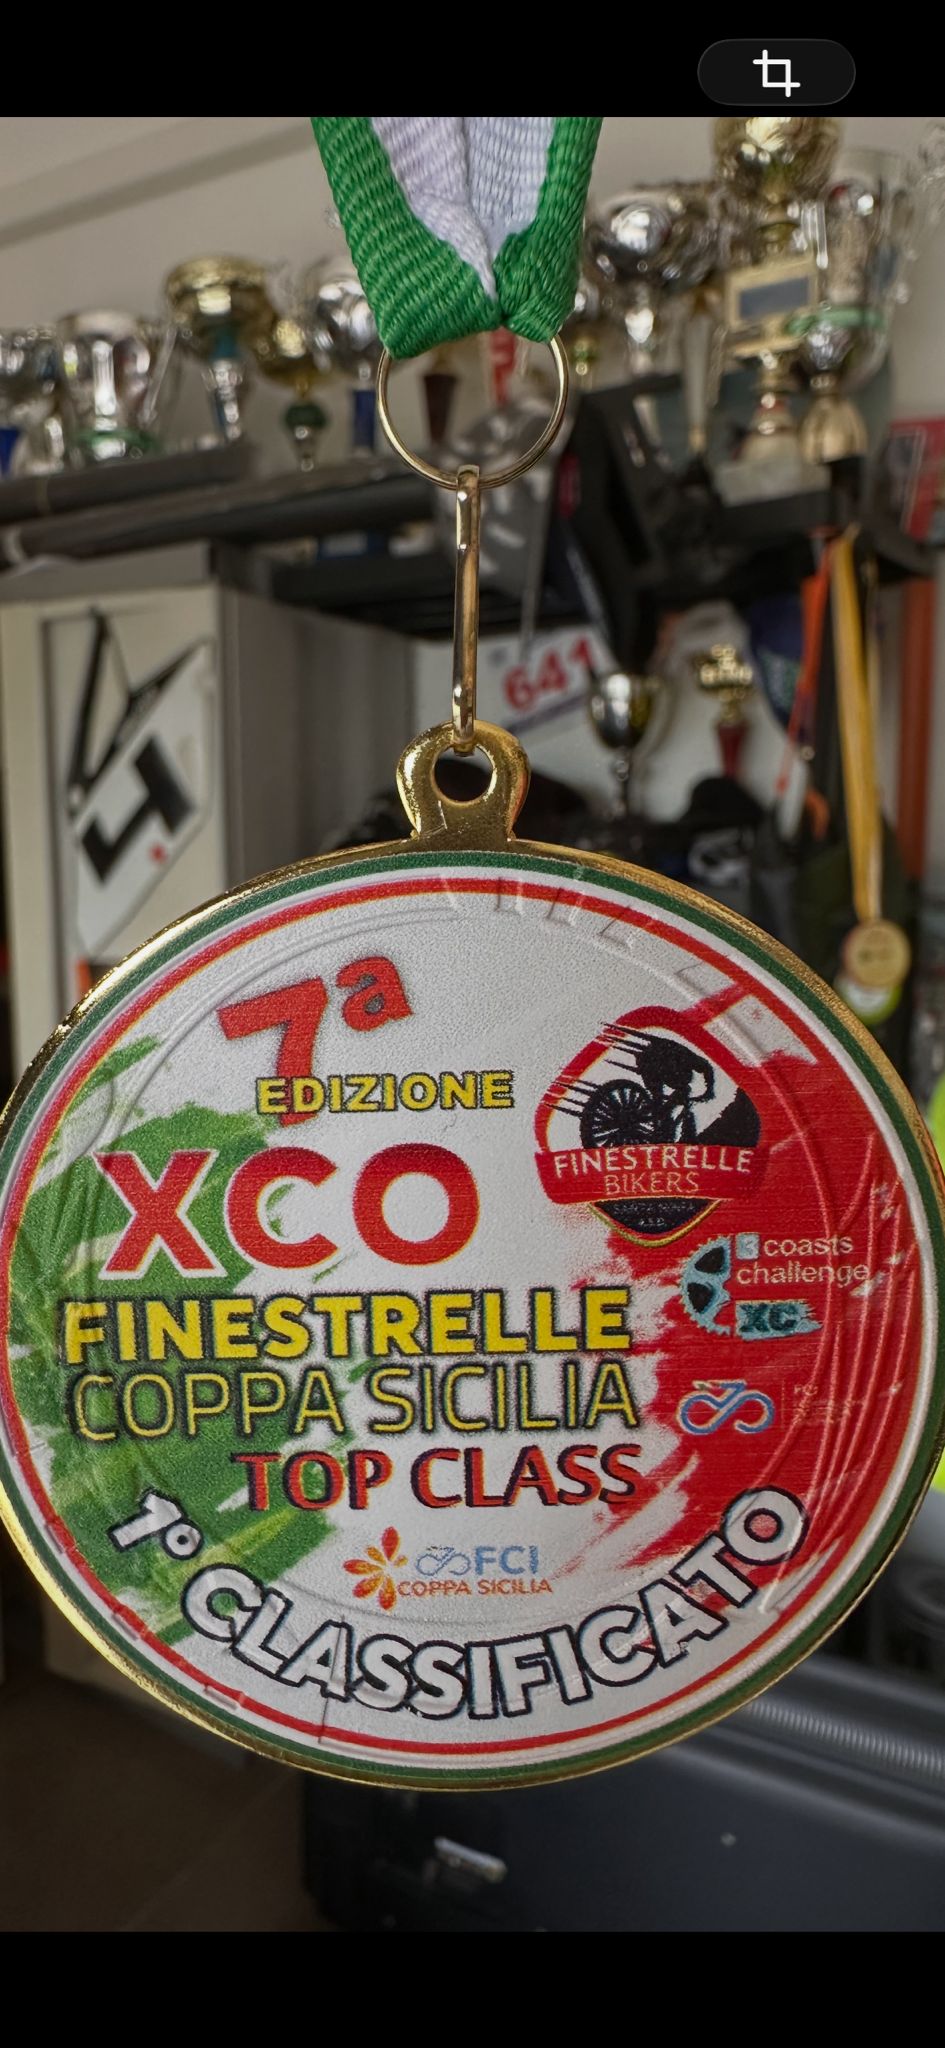 641
7ª
EDIZIONE
XCO
FINESTRELLE
BIKERS
3 coasts
challenge
XC
FINESTRELLE
COPPA SICILIA
TOP CLASS
FCI
COPPA SICILIA
1° CLASSIFICATO